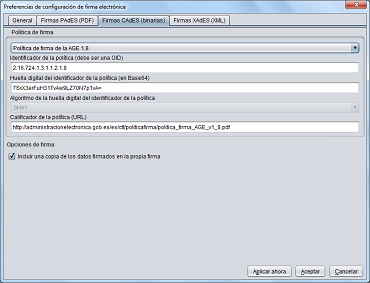 Preferencias de configuración de firma electrónica
General
Firmas PAdES (PDF)
Firmas CAdES (binarias)
Firmas XAdES (XML)
Política de firma
Política de firma de la AGE 1.8
Identificador de la política (debe ser una OID)
2.16.724.1.3.1.1.2.1.8
Huella digital del identificador de la política (en Base64)
Algoritmo de la huella digital del identificador de la política
SHA1
Calificador de la política (URL)
http://administracionelectronica.gob.es/es/ctt/politicafirma/politica_firma_AGE_v1_8.pdf
Opciones de firma
Incluir una copia de los datos firmados en la propia firma
Aplicar ahora
Aceptar
Cancelar